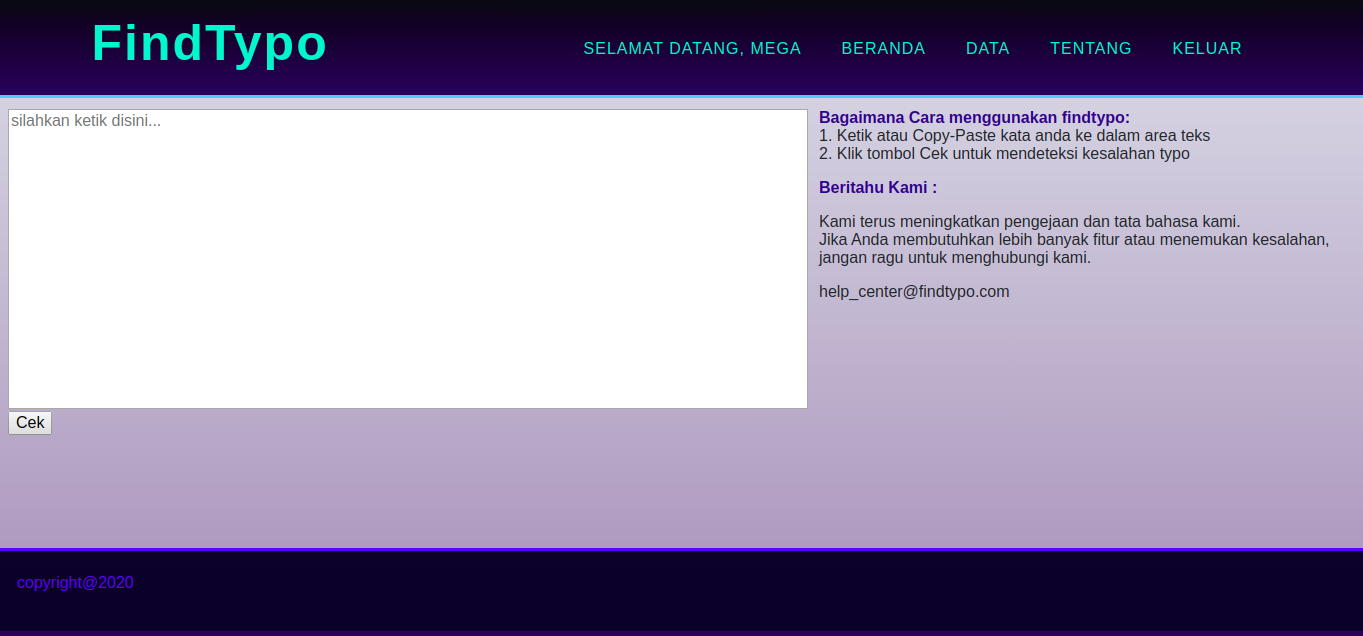 FindTypo
SELAMAT DATANG, MEGA BERANDA DATA TENTANG KELUAR
silahkan ketik disini...
Cek
Bagaimana Cara menggunakan findtypo:
1. Ketik atau Copy-Paste kata anda ke dalam area teks
2. Klik tombol Cek untuk mendeteksi kesalahan typo
Beritahu Kami :
Kami terus meningkatkan pengejaan dan tata bahasa kami.
Jika Anda membutuhkan lebih banyak fitur atau menemukan kesalahan,
jangan ragu untuk menghubungi kami.
help_center@findtypo.com
copyright@2020